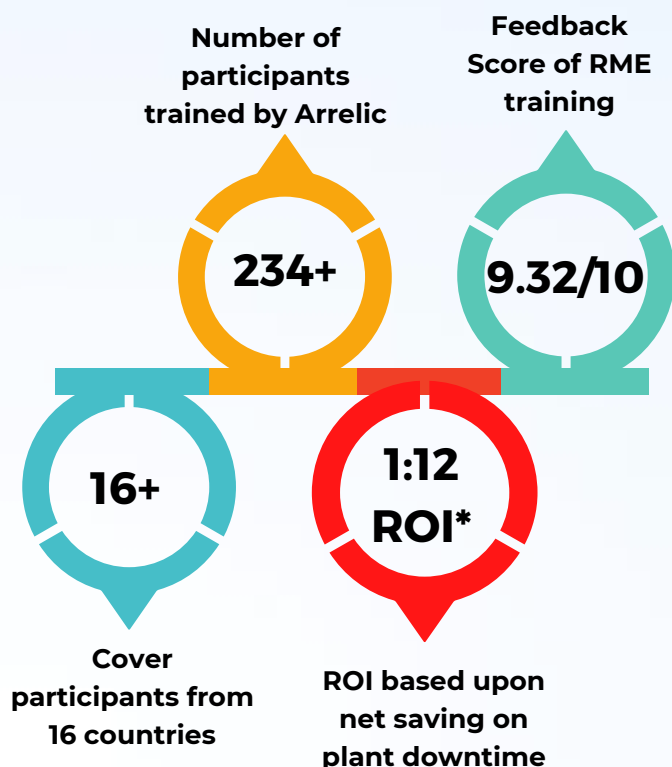 Number of
participants
trained by Arrelic
234+
Feedback
Score of RME
training
9.32/10
16+
Cover
participants from
16 countries
1:12
ROI*
ROI based upon
net saving on
plant downtime